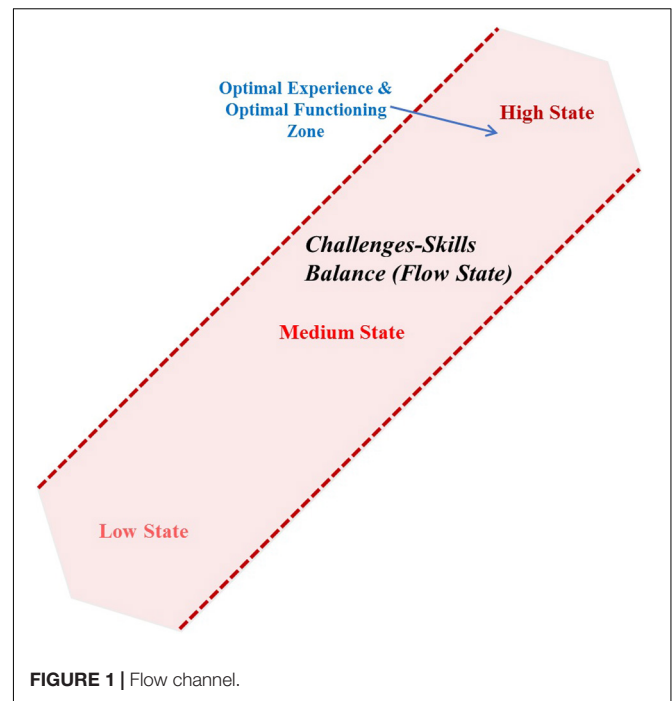 Optimal Experience &
Optimal Functioning
Zone
High State
Challenges-Skills
Balance (Flow State)
Medium State
Low State
FIGURE 1 | Flow channel.